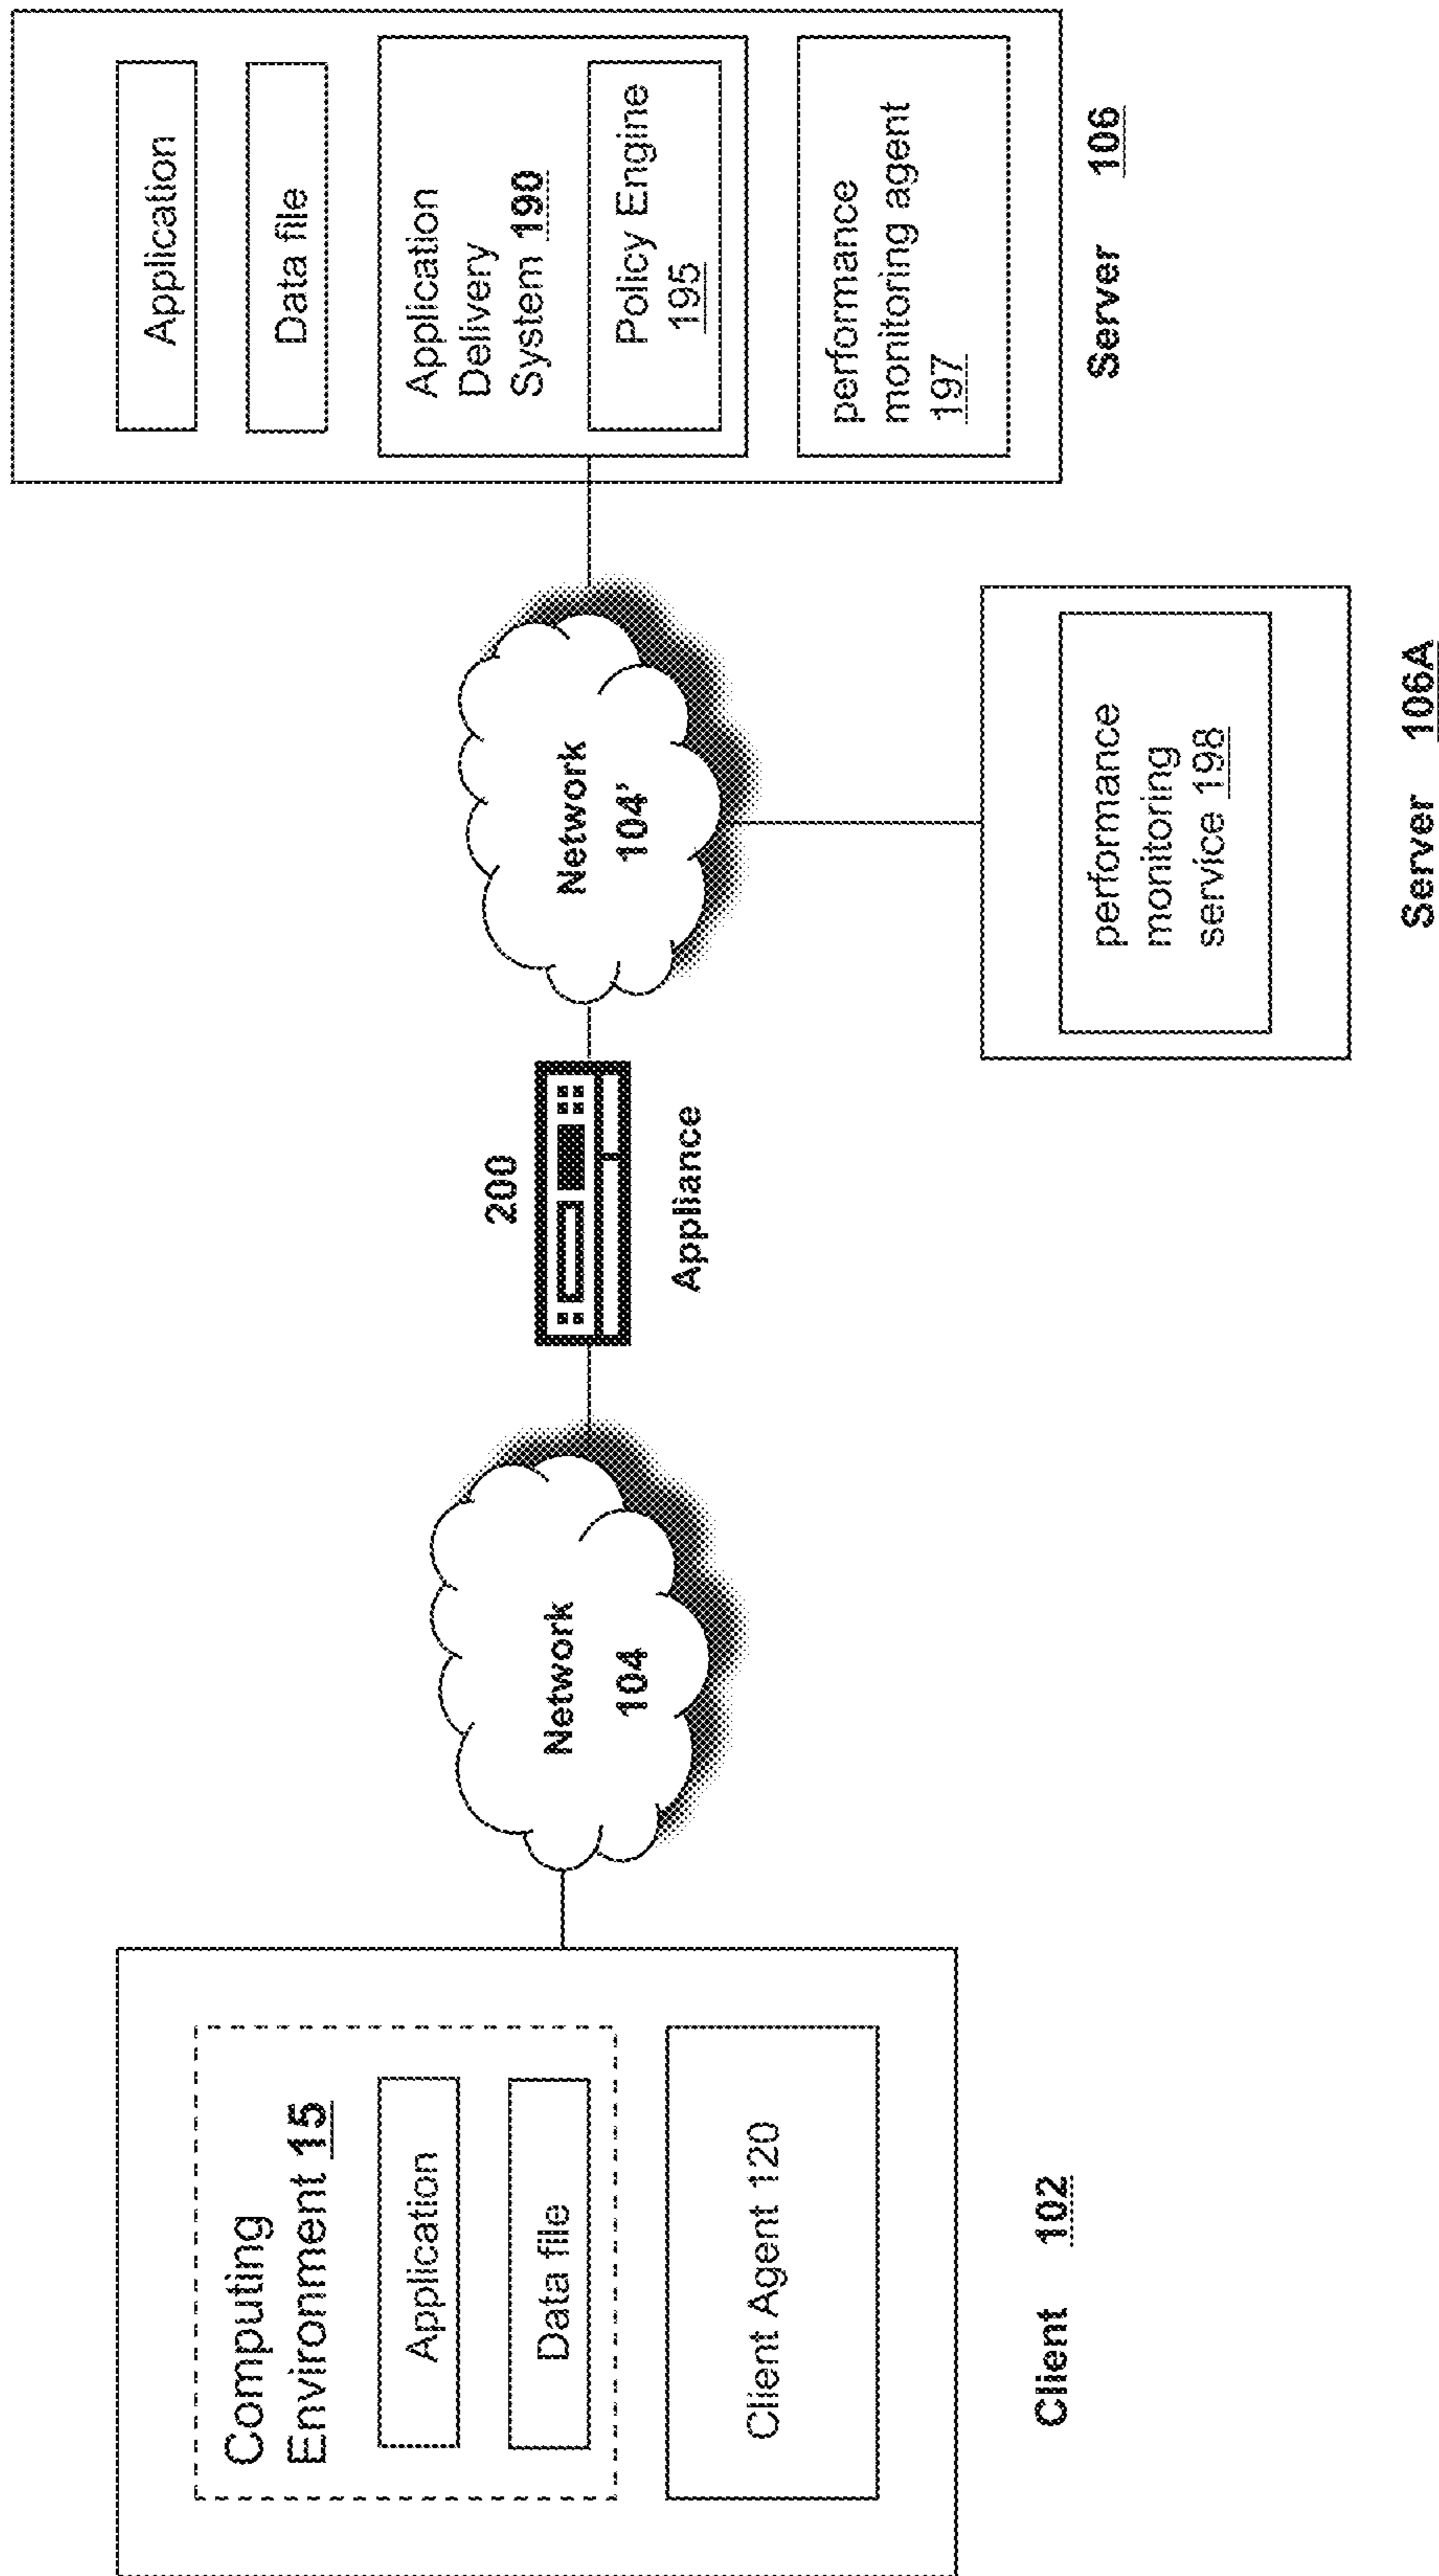 Computing
Environment 15
Application
Data file
Client Agent 120
Client 102
Network
104
200
Appliance
Network
104'
performance
monitoring
service 198
Server 106A
Application
Data file
Application
Delivery
System 190
Policy Engine
195
performance
monitoring agent
197
Server 106